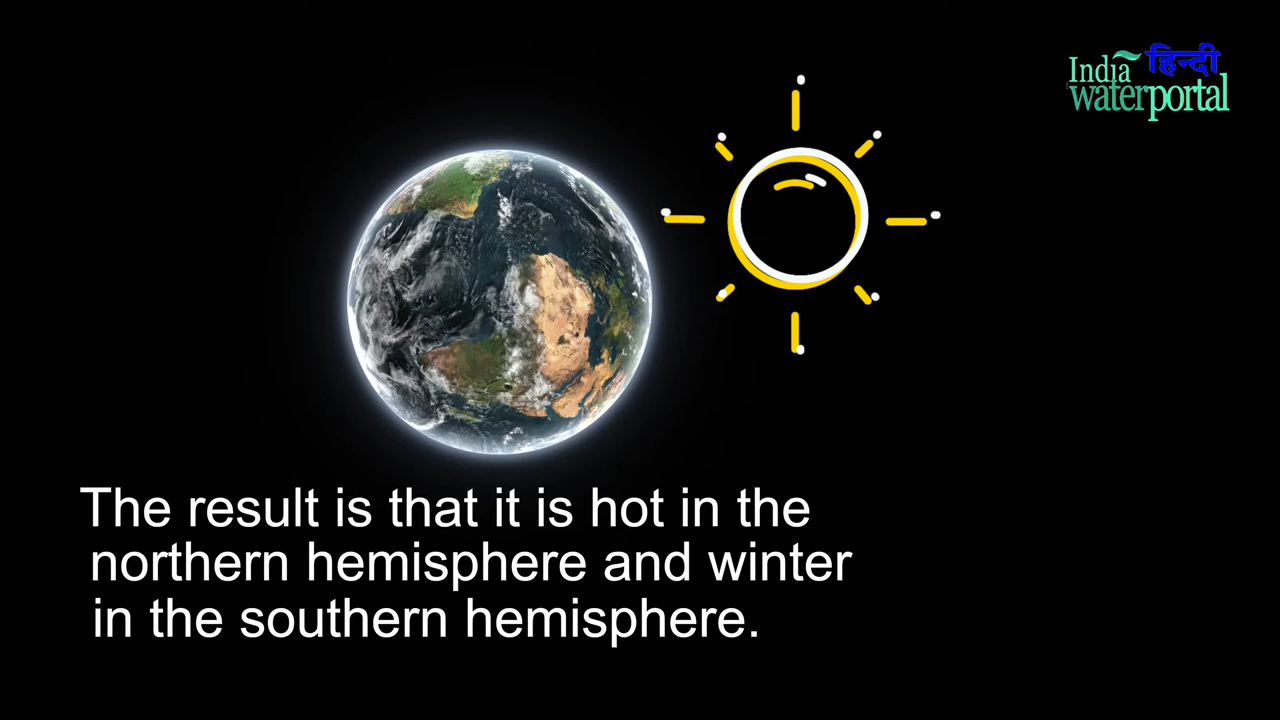 India हिन्दी
waterportal
The result is that it is hot in the
northern hemisphere and winter
in the southern hemisphere.